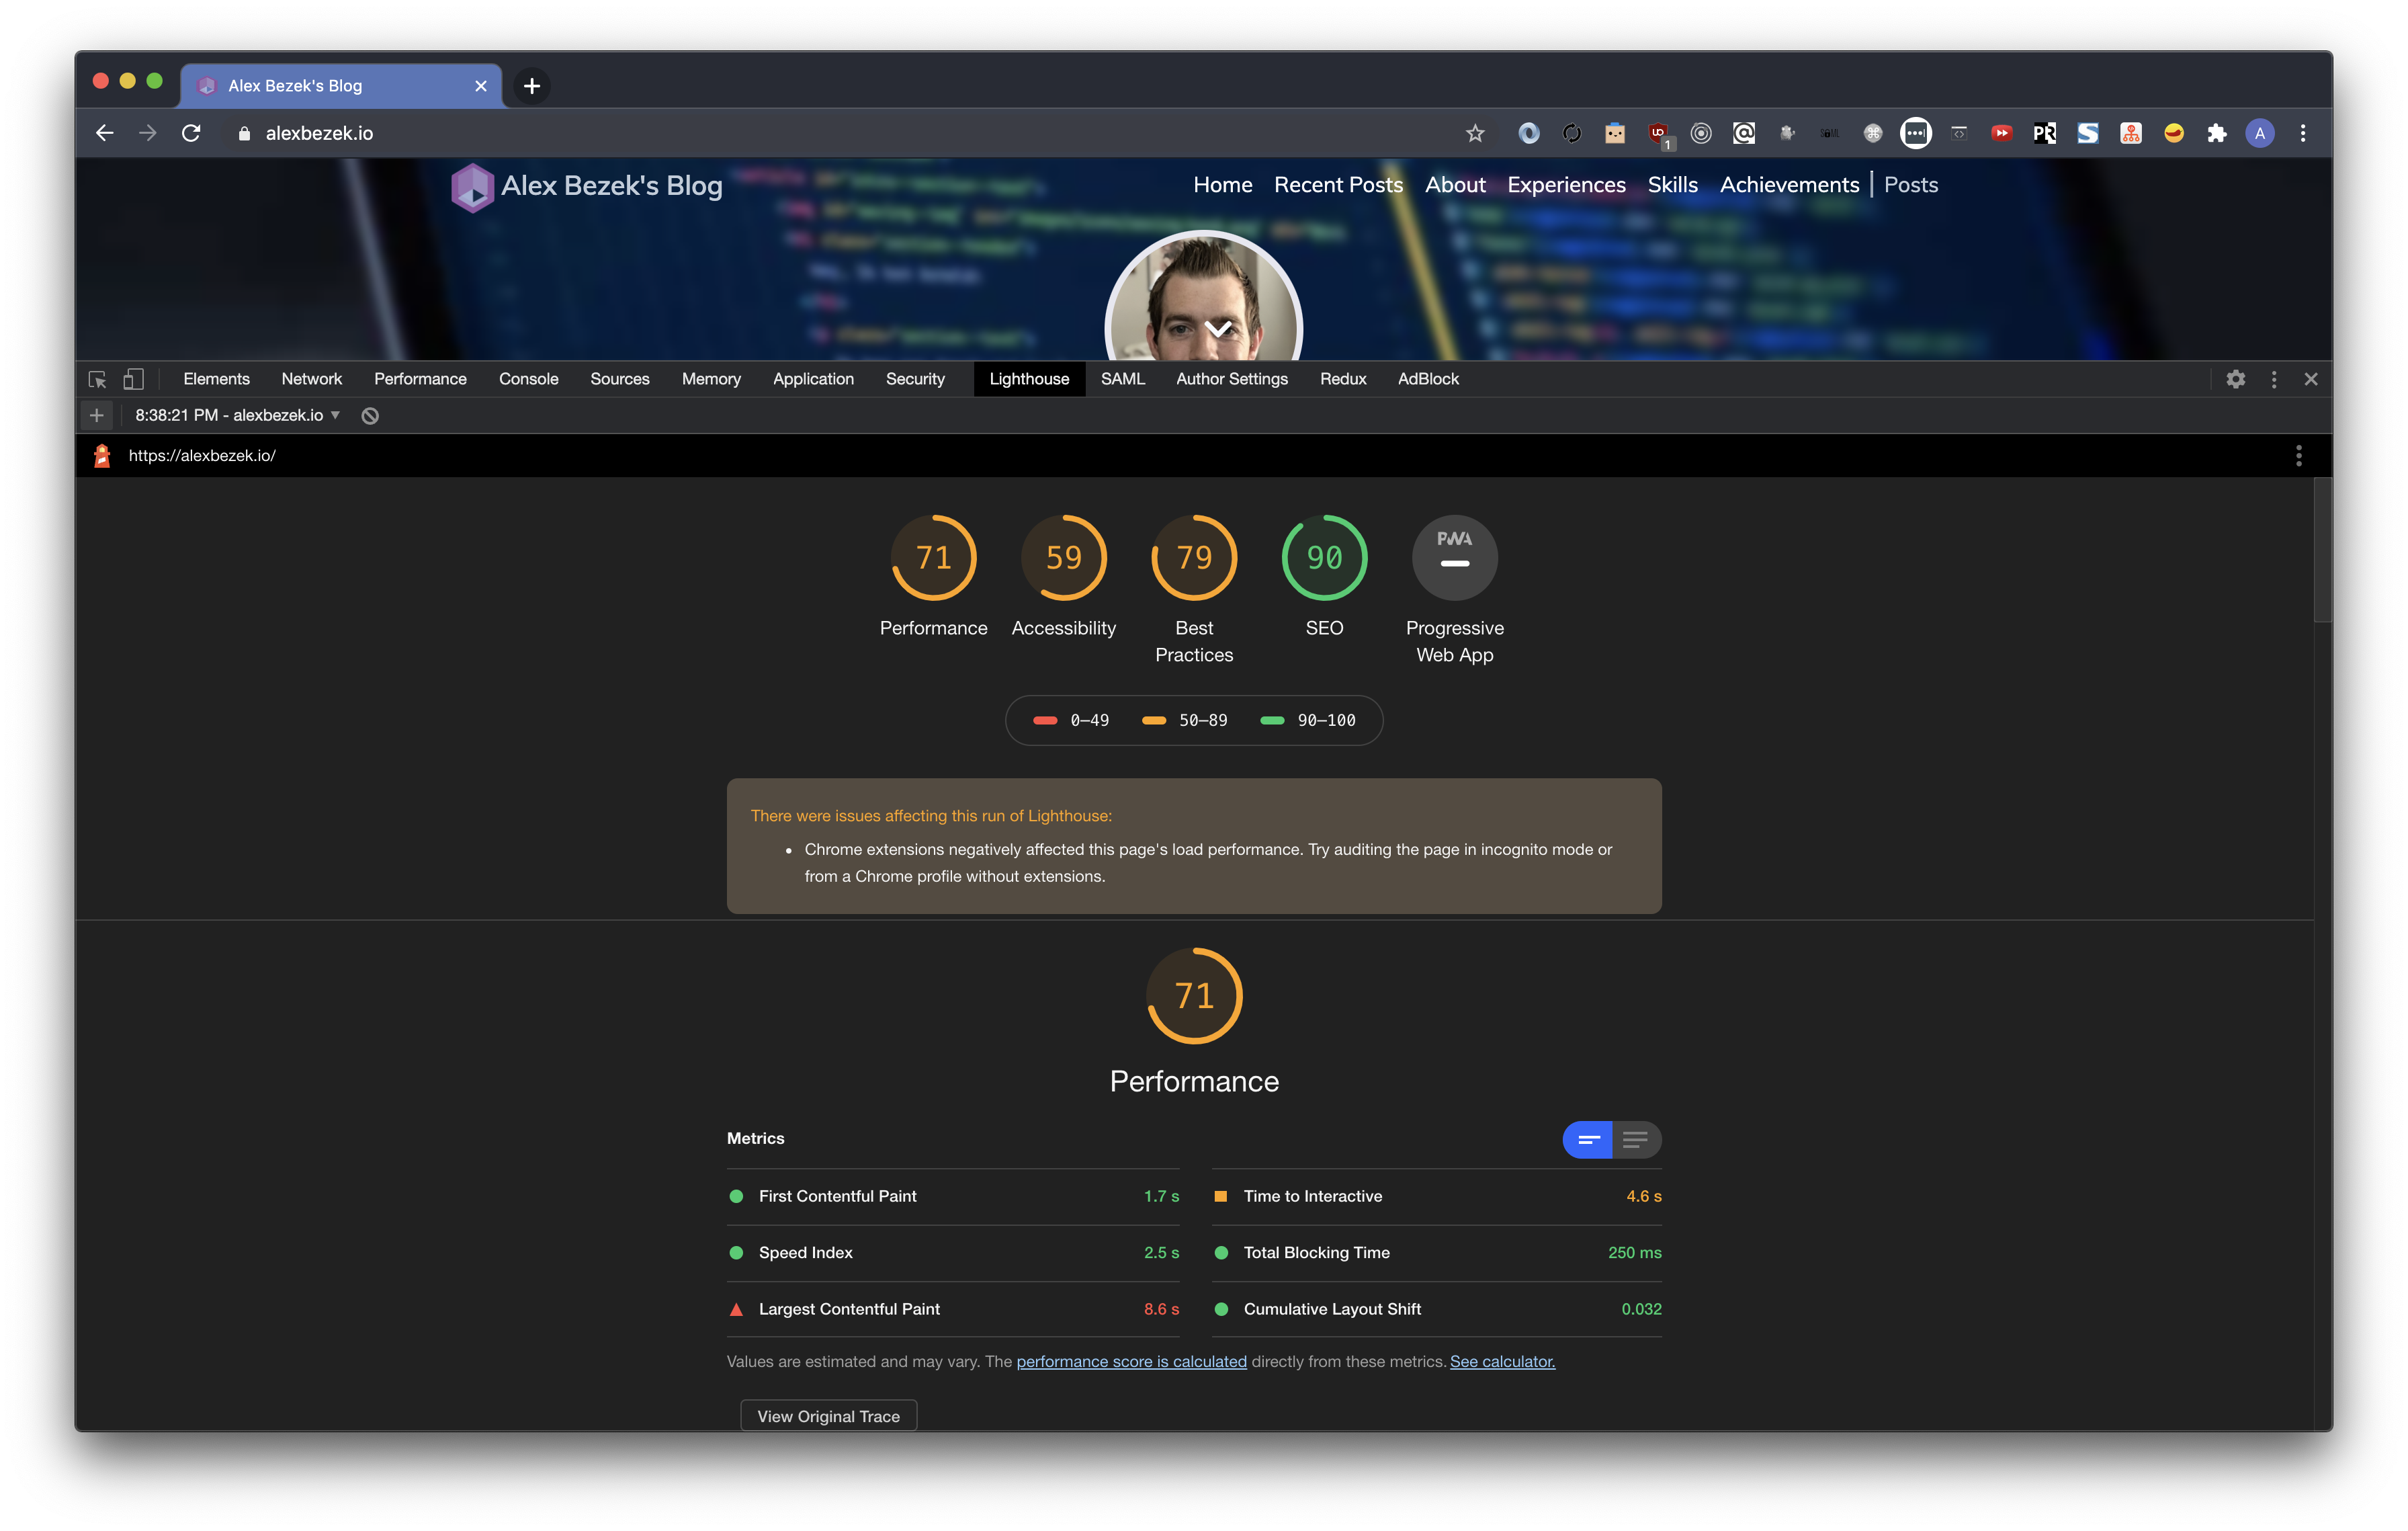 Alex Bezek's Blog
alexbezek.io
1
A
Alex Bezek's Blog
Home Recent Posts About Experiences Skills Achievements | Posts
Elements Network Performance Console Sources Memory Application Security Lighthouse SAML Author Settings Redux AdBlock
8:38:21 PM - alexbezek.io
https://alexbezek.io/
71 59 79 90 PWA
Performance Accessibility Best Practices SEO Progressive Web App
0–49 50–89 90–100
There were issues affecting this run of Lighthouse:
Chrome extensions negatively affected this page's load performance. Try auditing the page in incognito mode or
from a Chrome profile without extensions.
71
Performance
Metrics
First Contentful Paint 1.7 s Time to Interactive 4.6 s
Speed Index 2.5 s Total Blocking Time 250 ms
Largest Contentful Paint 8.6 s Cumulative Layout Shift 0.032
Values are estimated and may vary. The performance score is calculated directly from these metrics. See calculator.
View Original Trace